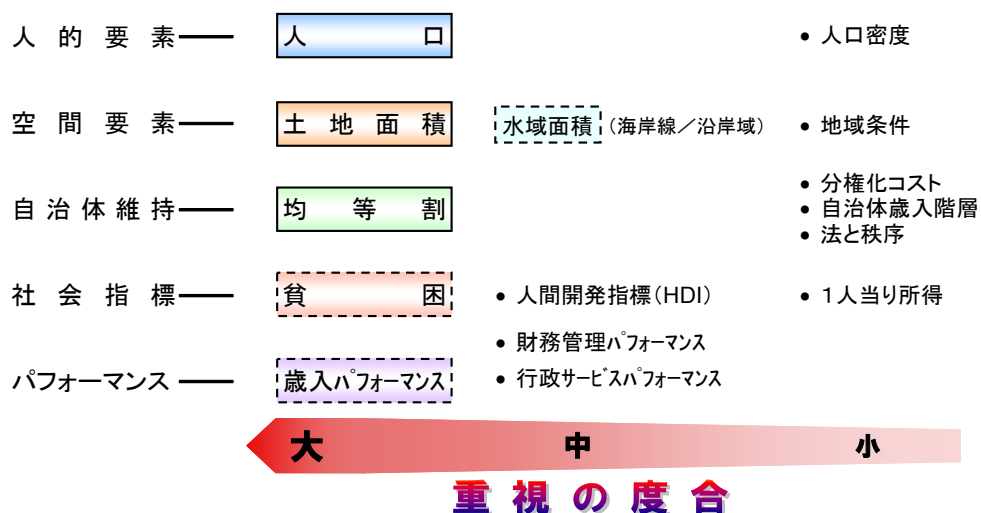 人的要素 人口 • 人口密度
空間要素 土地面積 水域面積 (海岸線／沿岸域) • 地域条件
• 分権化コスト
自治体維持 均等割 • 自治体歳入階層
• 法と秩序
社会指標 貧困 • 人間開発指標(HDI) • 1人当り所得
• 財務管理ﾊﾟﾌｫｰﾏﾝｽ
パフォーマンス 歳入ﾊﾟﾌｫｰﾏﾝｽ • 行政ｻｰﾋﾞｽﾊﾟﾌｫｰﾏﾝｽ
大 中 小
重視の度合